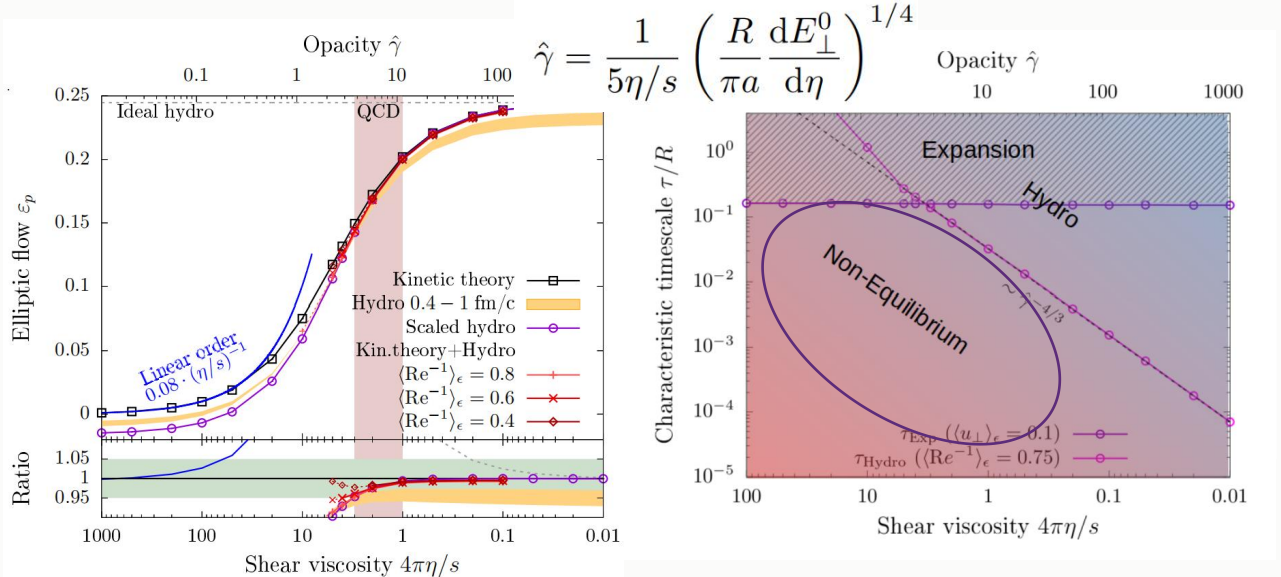 γ̂ = 1/(5η/s) (R/(πa) dE⊥⁰/dη)^{1/4}
Opacity γ̂
0.1 1 10 100
0.25
0.2
0.15
0.1
0.05
0
Elliptic flow εₚ
Ideal hydro
QCD
Linear order
0.08 · (η/s)⁻¹
Kinetic theory
Hydro 0.4 − 1 fm/c
Scaled hydro
Kin.theory+Hydro
⟨Re⁻¹⟩_ϵ = 0.8
⟨Re⁻¹⟩_ϵ = 0.6
⟨Re⁻¹⟩_ϵ = 0.4
Ratio
1.05
1
0.95
1000 100 10 1 0.1 0.01
Shear viscosity 4πη/s
Opacity γ̂
10 100 1000
Characteristic timescale τ/R
10⁰
10⁻¹
10⁻²
10⁻³
10⁻⁴
10⁻⁵
Expansion
Hydro
Non-Equilibrium
∼ γ̂^{−4/3}
τ_Exp (⟨u⊥⟩_ϵ = 0.1)
τ_Hydro (⟨Re⁻¹⟩_ϵ = 0.75)
100 10 1 0.1 0.01
Shear viscosity 4πη/s